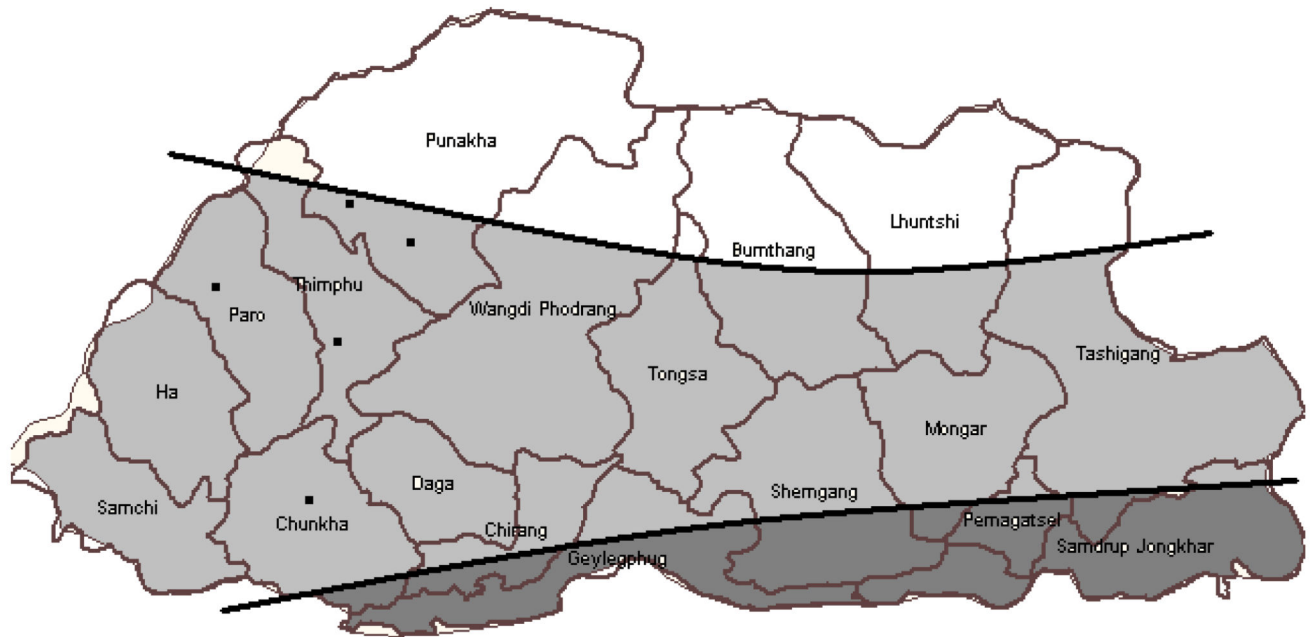 Punakha
Lhuntshi
Bumthang
Thimphu
Wangdi Phodrang
Paro
Tashigang
Tongsa
Ha
Mongar
Daga
Shemgang
Samchi
Chunkha
Chirang
Pemagatsel
Samdrup Jongkhar
Geylegphug